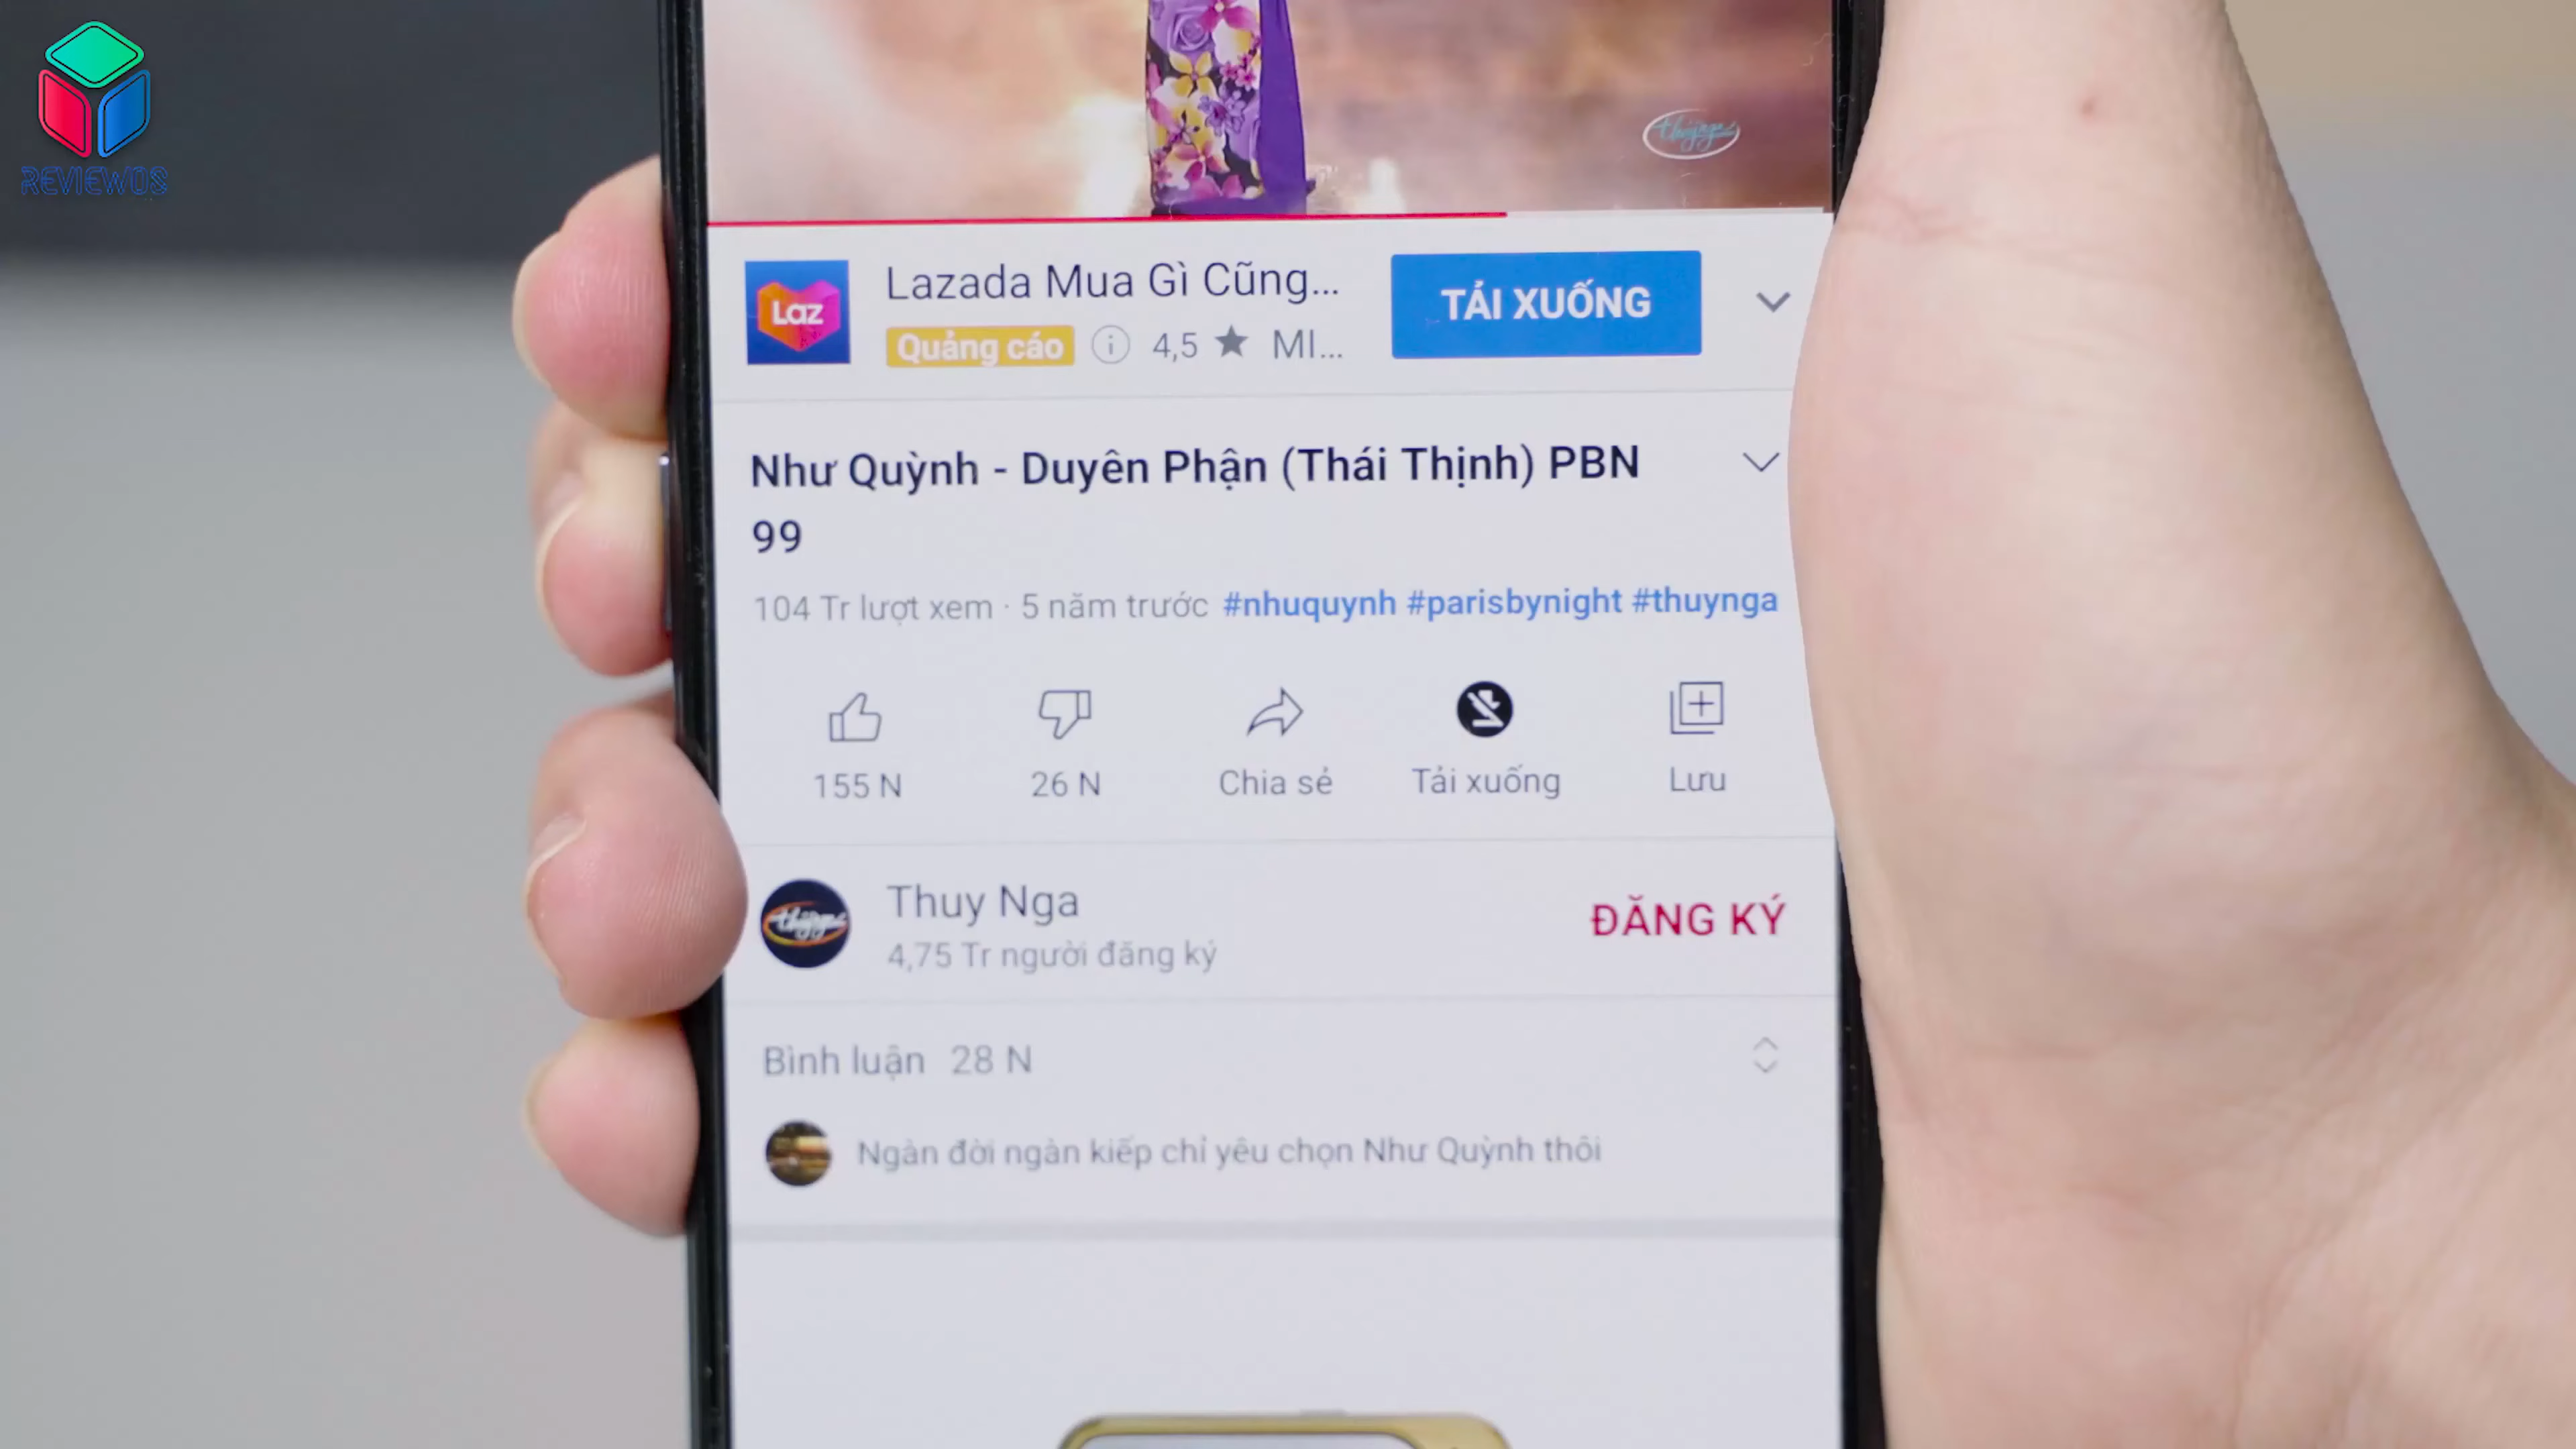 REVIEWOS
thúynga
Laz
Lazada Mua Gì Cũng...
TẢI XUỐNG
Quảng cáo
4,5 ★ MI...
Như Quỳnh - Duyên Phận (Thái Thịnh) PBN
99
104 Tr lượt xem · 5 năm trước #nhuquynh #parisbynight #thuynga
155 N
26 N
Chia sẻ
Tải xuống
Lưu
thúynga
Thuy Nga
4,75 Tr người đăng ký
ĐĂNG KÝ
Bình luận 28 N
Ngàn đời ngàn kiếp chỉ yêu chọn Như Quỳnh thôi